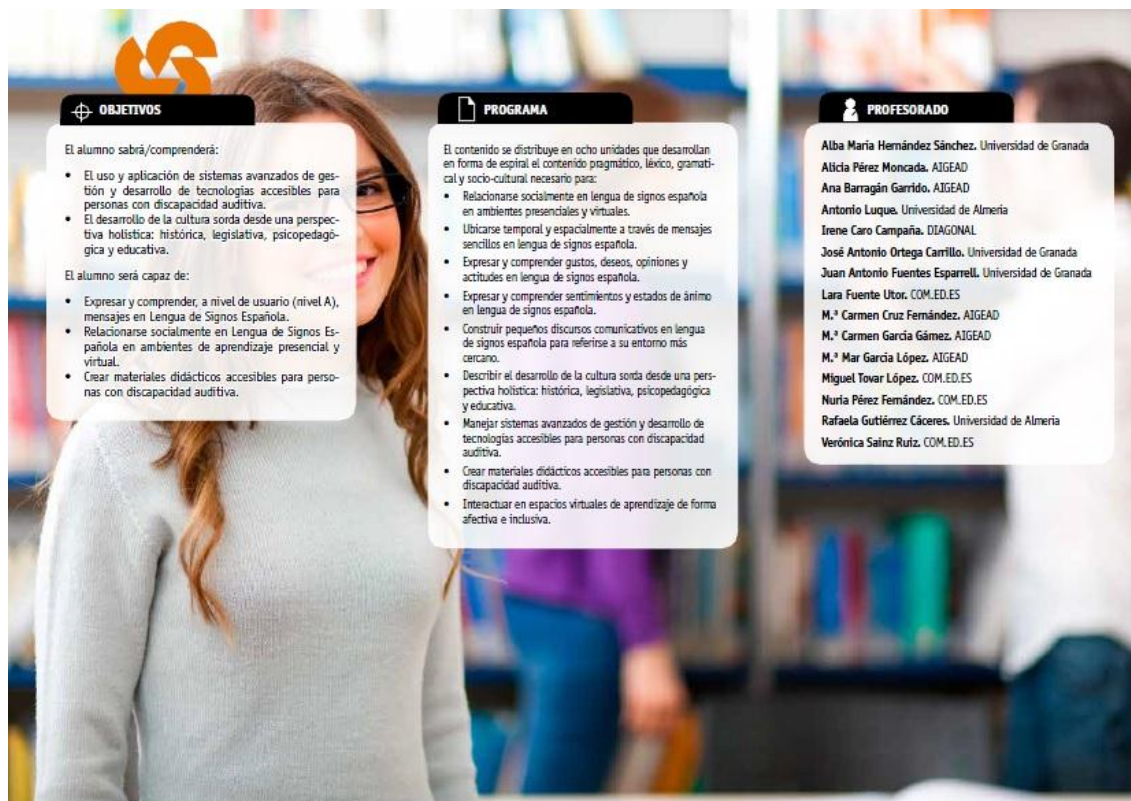 OBJETIVOS
El alumno sabrá/comprenderá:
• El uso y aplicación de sistemas avanzados de ges-
tión y desarrollo de tecnologías accesibles para
personas con discapacidad auditiva.
• El desarrollo de la cultura sorda desde una perspec-
tiva holística: histórica, legislativa, psicopedagó-
gica y educativa.
El alumno será capaz de:
• Expresar y comprender, a nivel de usuario (nivel A),
mensajes en Lengua de Signos Española.
• Relacionarse socialmente en Lengua de Signos Es-
pañola en ambientes de aprendizaje presencial y
virtual.
• Crear materiales didácticos accesibles para perso-
nas con discapacidad auditiva.
PROGRAMA
El contenido se distribuye en ocho unidades que desarrollan
en forma de espiral el contenido pragmático, léxico, gramati-
cal y socio-cultural necesario para:
• Relacionarse socialmente en lengua de signos española
en ambientes presenciales y virtuales.
• Ubicarse temporal y espacialmente a través de mensajes
sencillos en lengua de signos española.
• Expresar y comprender gustos, deseos, opiniones y
actitudes en lengua de signos española.
• Expresar y comprender sentimientos y estados de ánimo
en lengua de signos española.
• Construir pequeños discursos comunicativos en lengua
de signos española para referirse a su entorno más
cercano.
• Describir el desarrollo de la cultura sorda desde una pers-
pectiva holística: histórica, legislativa, psicopedagógica
y educativa.
• Manejar sistemas avanzados de gestión y desarrollo de
tecnologías accesibles para personas con discapacidad
auditiva.
• Crear materiales didácticos accesibles para personas con
discapacidad auditiva.
• Interactuar en espacios virtuales de aprendizaje de forma
afectiva e inclusiva.
PROFESORADO
Alba María Hernández Sánchez. Universidad de Granada
Alicia Pérez Moncada. AIGEAD
Ana Barragán Garrido. AIGEAD
Antonio Luque. Universidad de Almería
Irene Caro Campaña. DIAGONAL
José Antonio Ortega Carrillo. Universidad de Granada
Juan Antonio Fuentes Esparrell. Universidad de Granada
Lara Fuente Utor. COM.ED.ES
M.ª Carmen Cruz Fernández. AIGEAD
M.ª Carmen García Gámez. AIGEAD
M.ª Mar García López. AIGEAD
Miguel Tovar López. COM.ED.ES
Nuria Pérez Fernández. COM.ED.ES
Rafaela Gutiérrez Cáceres. Universidad de Almería
Verónica Sainz Ruiz. COM.ED.ES